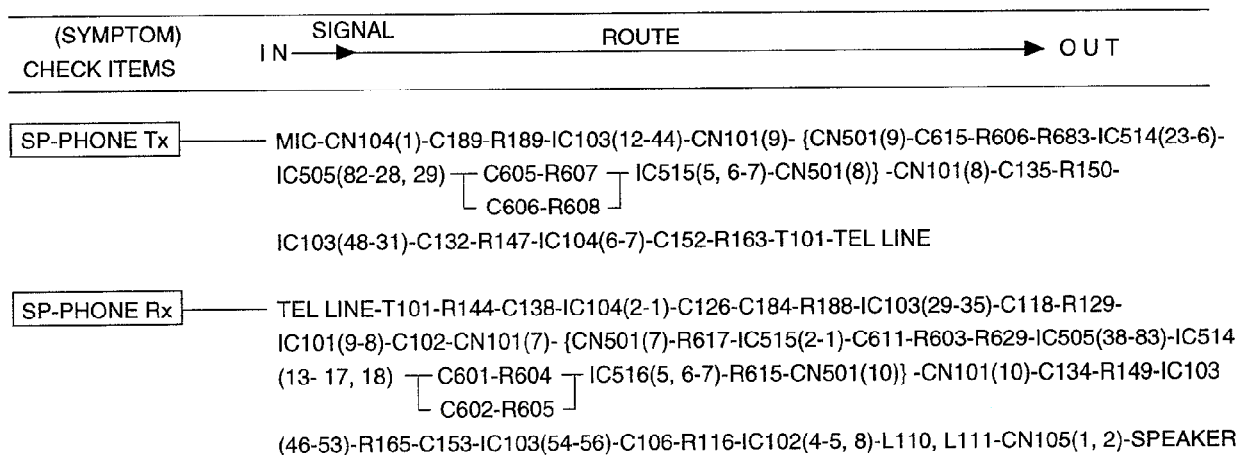 (SYMPTOM)
CHECK ITEMS
IN SIGNAL ROUTE OUT
SP-PHONE Tx
MIC-CN104(1)-C189-R189-IC103(12-44)-CN101(9)- {CN501(9)-C615-R606-R683-IC514(23-6)-
IC505(82-28, 29) C605-R607 IC515(5, 6-7)-CN501(8)} -CN101(8)-C135-R150-
C606-R608
IC103(48-31)-C132-R147-IC104(6-7)-C152-R163-T101-TEL LINE
SP-PHONE Rx
TEL LINE-T101-R144-C138-IC104(2-1)-C126-C184-R188-IC103(29-35)-C118-R129-
IC101(9-8)-C102-CN101(7)- {CN501(7)-R617-IC515(2-1)-C611-R603-R629-IC505(38-83)-IC514
(13- 17, 18) C601-R604 IC516(5, 6-7)-R615-CN501(10)} -CN101(10)-C134-R149-IC103
C602-R605
(46-53)-R165-C153-IC103(54-56)-C106-R116-IC102(4-5, 8)-L110, L111-CN105(1, 2)-SPEAKER